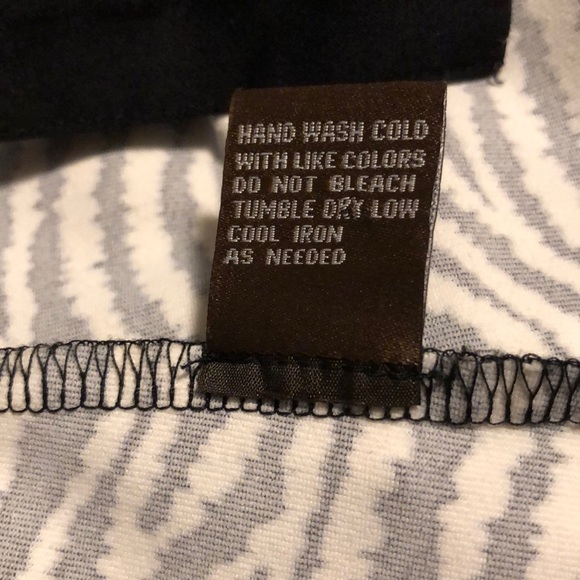 HAND WASH COLD
WITH LIKE COLORS
DO NOT BLEACH
TUMBLE DRY LOW
COOL IRON
AS NEEDED